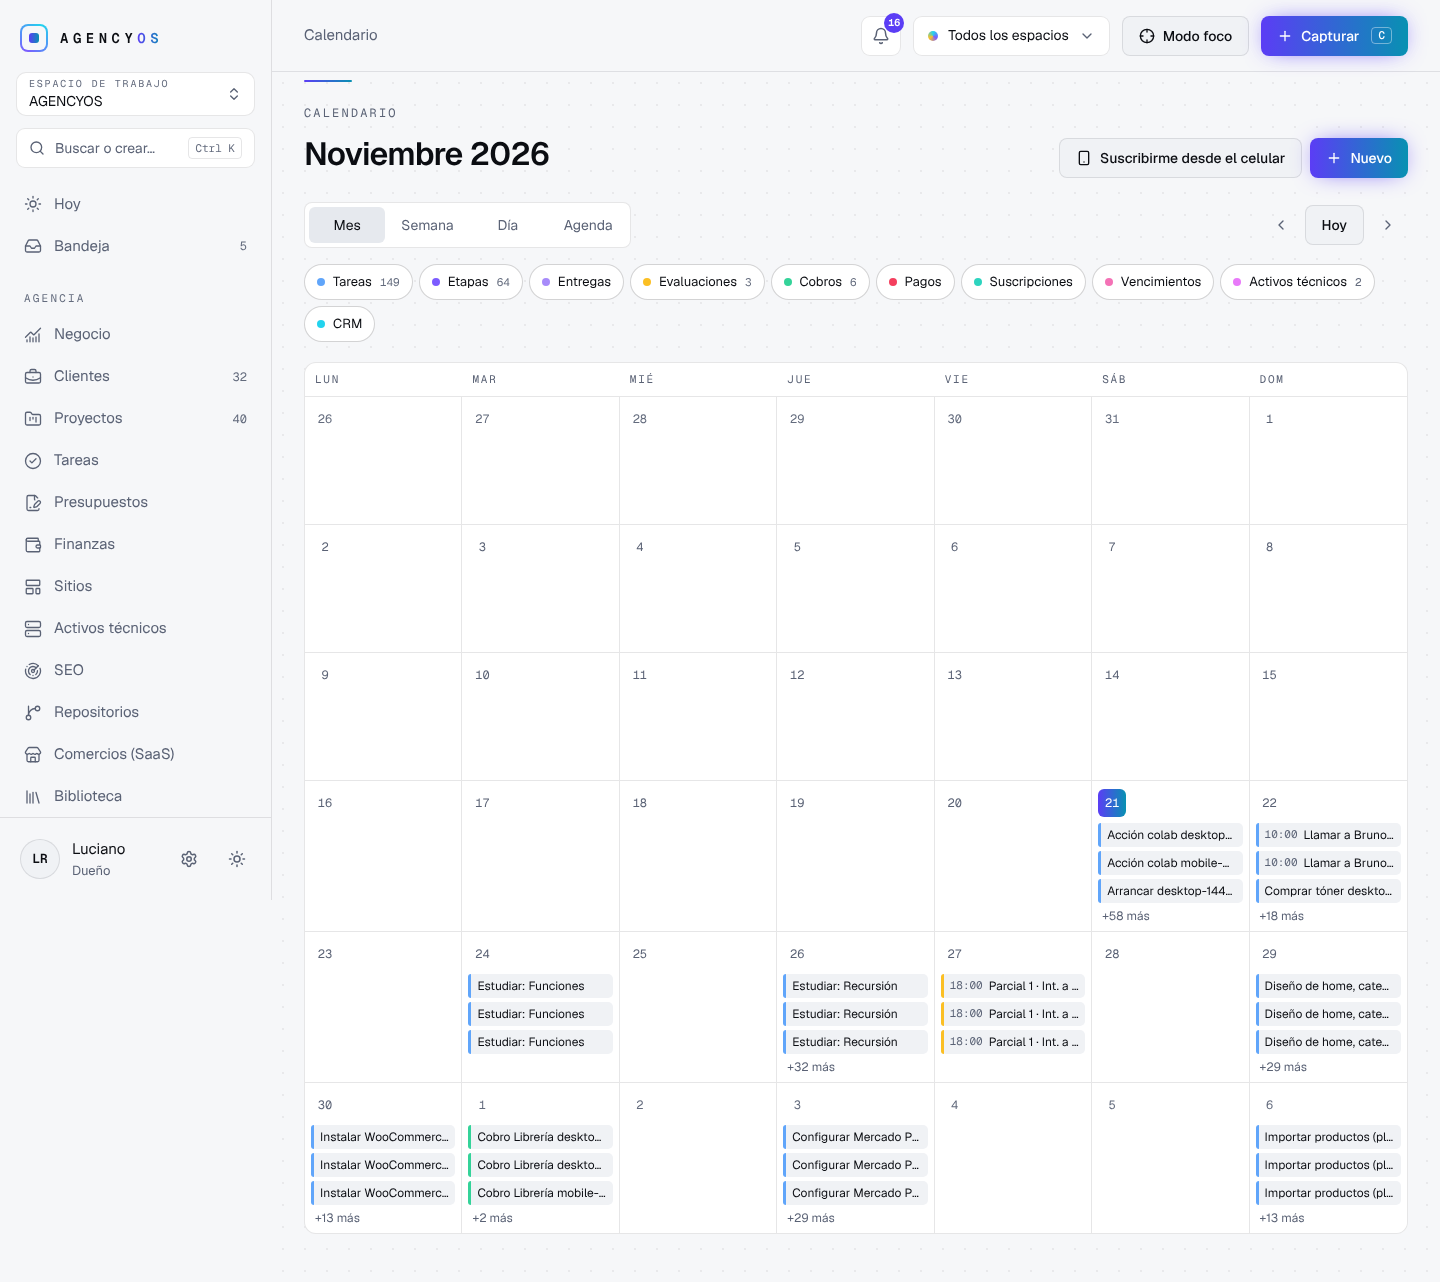 AGENCYOS
ESPACIO DE TRABAJO
AGENCYOS
Buscar o crear... Ctrl K
Hoy
Bandeja 5
AGENCIA
Negocio
Clientes 32
Proyectos 40
Tareas
Presupuestos
Finanzas
Sitios
Activos técnicos
SEO
Repositorios
Comercios (SaaS)
Biblioteca
LR
Luciano
Dueño
Calendario
16
Todos los espacios
Modo foco
Capturar C
CALENDARIO
Noviembre 2026
Suscribirme desde el celular
Nuevo
Mes Semana Día Agenda
Hoy
Tareas 149 Etapas 64 Entregas Evaluaciones 3 Cobros 6 Pagos Suscripciones Vencimientos Activos técnicos 2
CRM
LUN MAR MIÉ JUE VIE SÁB DOM
26 27 28 29 30 31 1
2 3 4 5 6 7 8
9 10 11 12 13 14 15
16 17 18 19 20 21 22
Acción colab desktop... 10:00 Llamar a Bruno...
Acción colab mobile-... 10:00 Llamar a Bruno...
Arrancar desktop-144... Comprar tóner deskto...
+58 más +18 más
23 24 25 26 27 28 29
Estudiar: Funciones Estudiar: Recursión 18:00 Parcial 1 · Int. a ... Diseño de home, cate...
Estudiar: Funciones Estudiar: Recursión 18:00 Parcial 1 · Int. a ... Diseño de home, cate...
Estudiar: Funciones Estudiar: Recursión 18:00 Parcial 1 · Int. a ... Diseño de home, cate...
+32 más +29 más
30 1 2 3 4 5 6
Instalar WooCommerc... Cobro Librería deskto... Configurar Mercado P... Importar productos (pl...
Instalar WooCommerc... Cobro Librería deskto... Configurar Mercado P... Importar productos (pl...
Instalar WooCommerc... Cobro Librería mobile-... Configurar Mercado P... Importar productos (pl...
+13 más +2 más +29 más +13 más